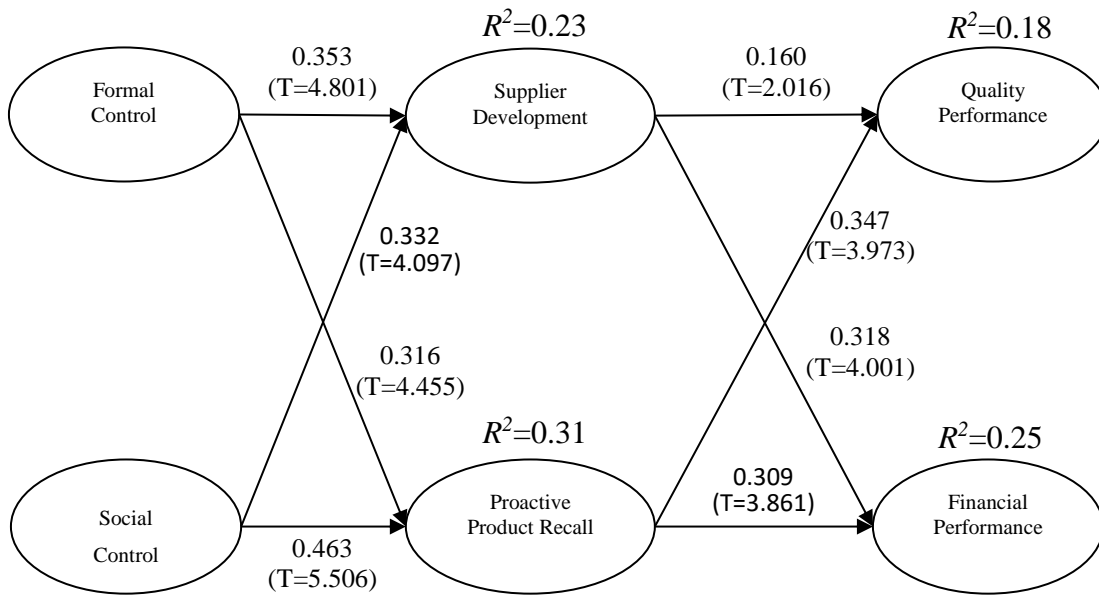 R²=0.23
R²=0.18
0.353
(T=4.801)
0.160
(T=2.016)
Formal
Control
Supplier
Development
Quality
Performance
0.332
(T=4.097)
0.347
(T=3.973)
0.316
(T=4.455)
0.318
(T=4.001)
R²=0.31
R²=0.25
0.309
(T=3.861)
Social
Control
Proactive
Product Recall
Financial
Performance
0.463
(T=5.506)